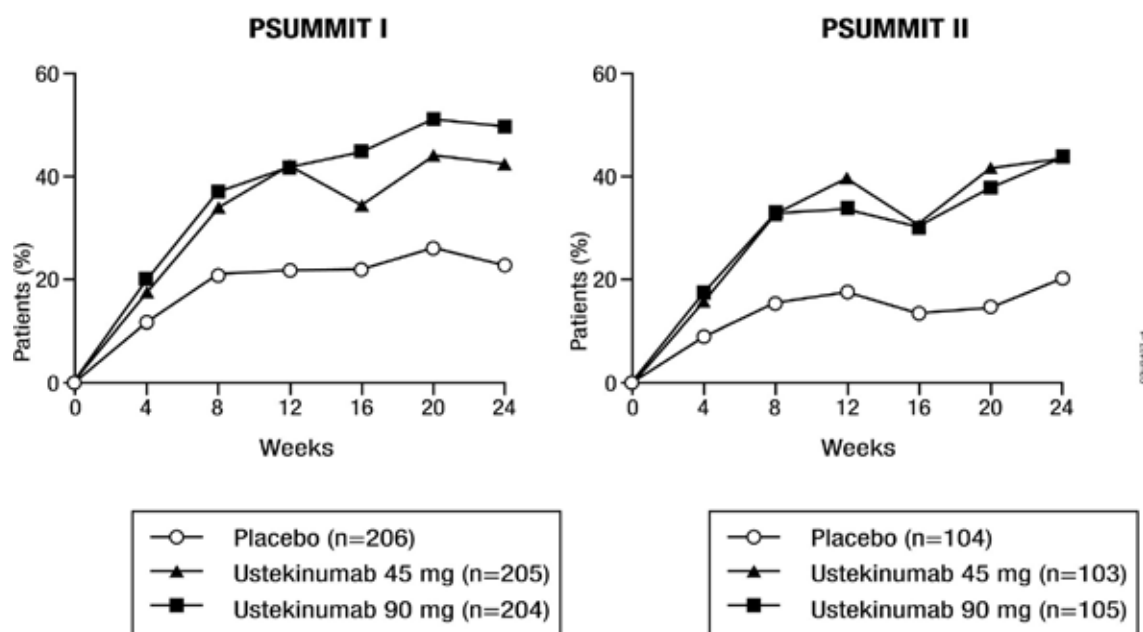 PSUMMIT I
60
40
20
0
Patients (%)
0 4 8 12 16 20 24
Weeks
Placebo (n=206)
Ustekinumab 45 mg (n=205)
Ustekinumab 90 mg (n=204)
PSUMMIT II
60
40
20
0
Patients (%)
0 4 8 12 16 20 24
Weeks
Placebo (n=104)
Ustekinumab 45 mg (n=103)
Ustekinumab 90 mg (n=105)